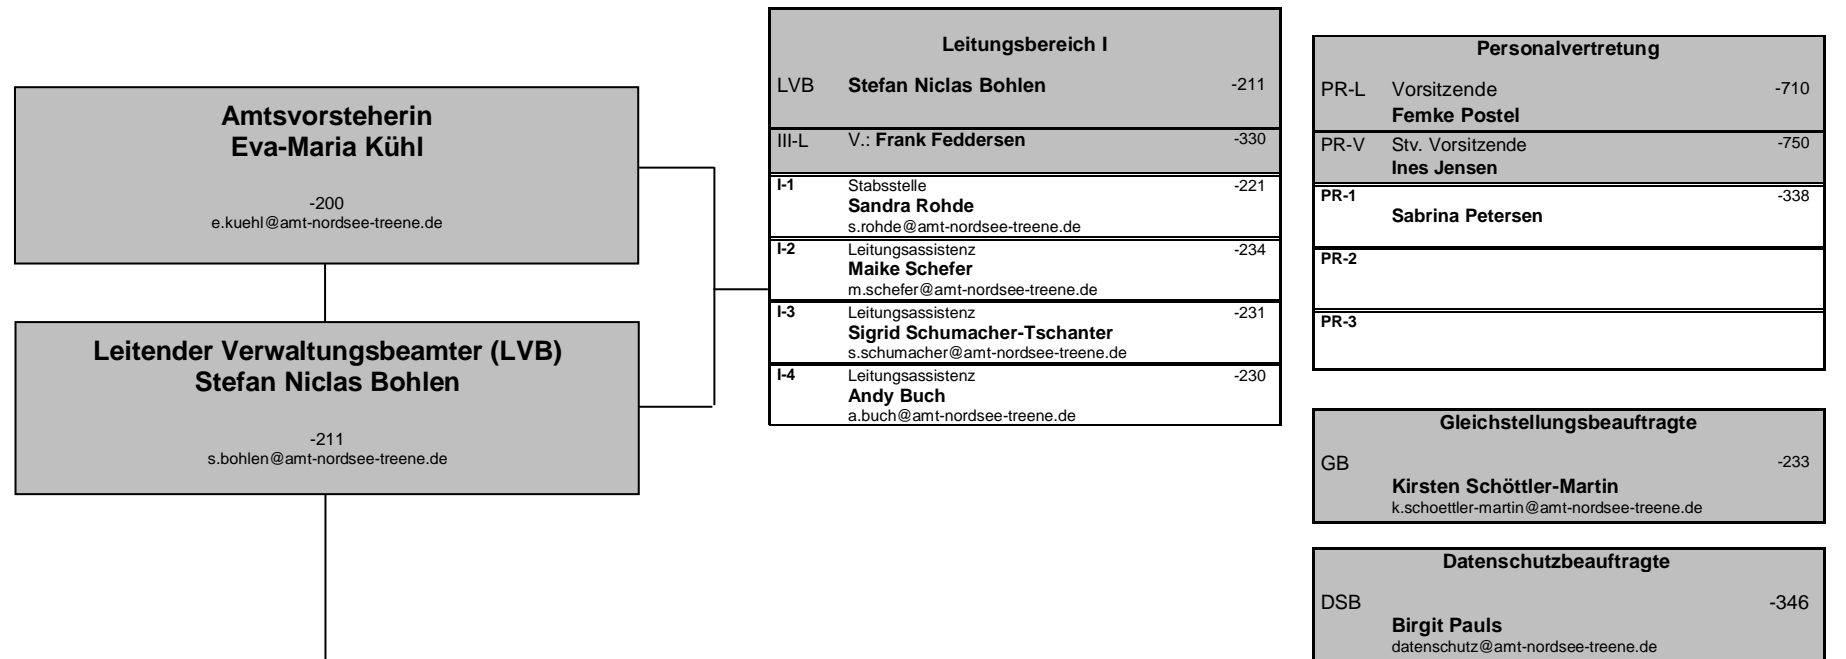 Amtsvorsteherin
Eva-Maria Kühl
-200
e.kuehl@amt-nordsee-treene.de
Leitender Verwaltungsbeamter (LVB)
Stefan Niclas Bohlen
-211
s.bohlen@amt-nordsee-treene.de
Leitungsbereich I
LVB Stefan Niclas Bohlen -211
III-L V.: Frank Feddersen -330
I-1 Stabsstelle -221
Sandra Rohde
s.rohde@amt-nordsee-treene.de
I-2 Leitungsassistenz -234
Maike Schefer
m.schefer@amt-nordsee-treene.de
I-3 Leitungsassistenz -231
Sigrid Schumacher-Tschanter
s.schumacher@amt-nordsee-treene.de
I-4 Leitungsassistenz -230
Andy Buch
a.buch@amt-nordsee-treene.de
Personalvertretung
PR-L Vorsitzende -710
Femke Postel
PR-V Stv. Vorsitzende -750
Ines Jensen
PR-1 -338
Sabrina Petersen
PR-2
PR-3
Gleichstellungsbeauftragte
GB -233
Kirsten Schöttler-Martin
k.schoettler-martin@amt-nordsee-treene.de
Datenschutzbeauftragte
DSB -346
Birgit Pauls
datenschutz@amt-nordsee-treene.de